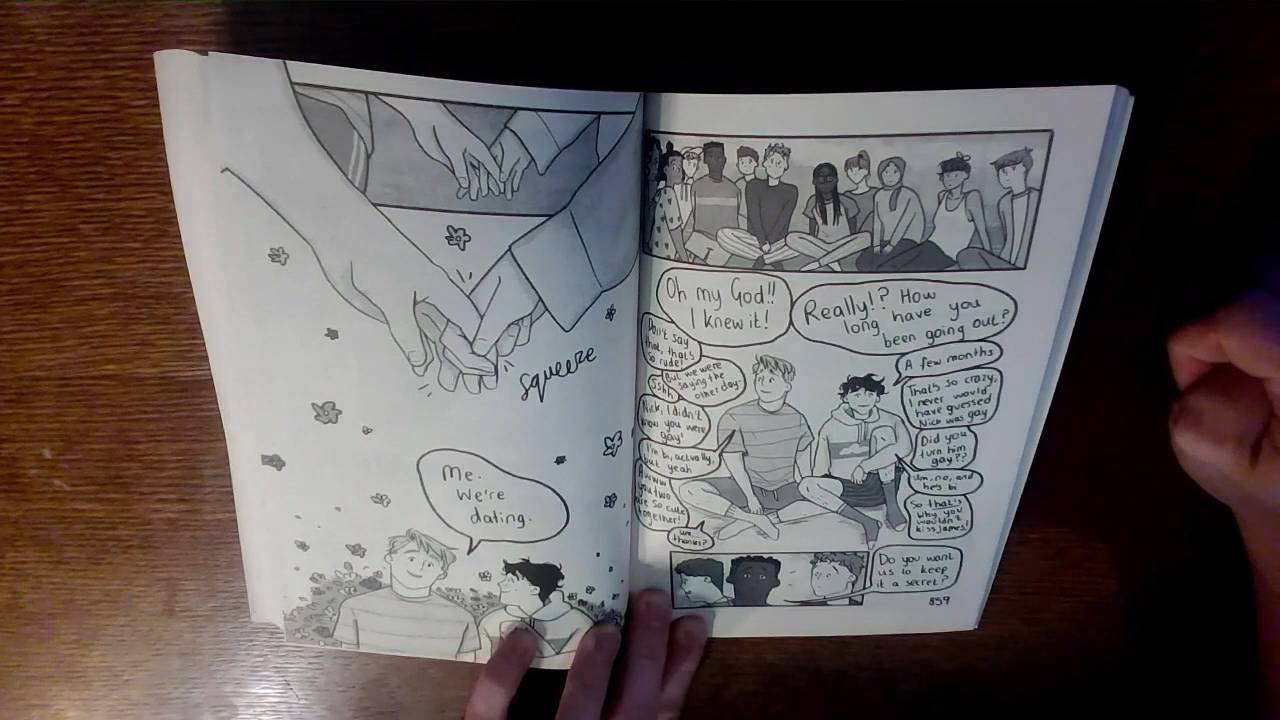 squeeze
Me.
We're
dating.
Oh my God!!
I knew it!
Really!? How
long have you
been going out?
A few months
Don't say
that, that's
so rude!
But we were
saying the
other day-
Sshh
That's so crazy,
I never would
have guessed
Nick was gay
Nick, I didn't
know you were
gay!
Did you
turn him
gay??
I'm bi, actually,
but yeah
Um, no, and
he's bi
Awww
you two
are so cute
together!
So that's
why you
wouldn't
kiss James!
um
thanks?
Do you want
us to keep
it a secret?
859